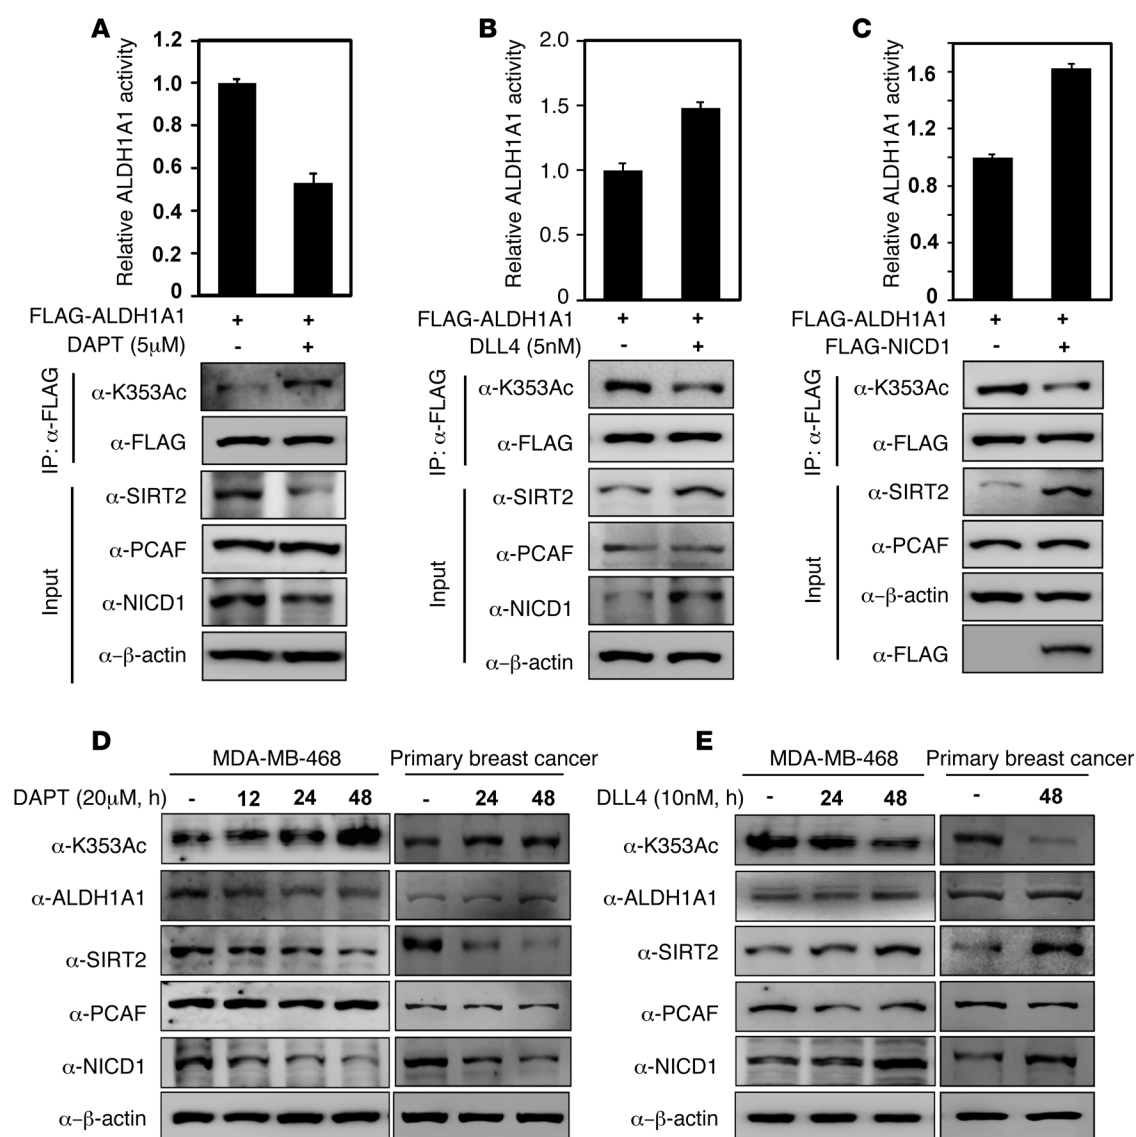 A
Relative ALDH1A1 activity
1.2
1.0
0.8
0.6
0.4
0.2
0
FLAG-ALDH1A1 + +
DAPT (5μM) - +
IP: α-FLAG
α-K353Ac
α-FLAG
Input
α-SIRT2
α-PCAF
α-NICD1
α–β-actin
B
Relative ALDH1A1 activity
2.0
1.5
1.0
0.5
0
FLAG-ALDH1A1 + +
DLL4 (5nM) - +
IP: α-FLAG
α-K353Ac
α-FLAG
Input
α-SIRT2
α-PCAF
α-NICD1
α–β-actin
C
Relative ALDH1A1 activity
1.6
1.2
0.8
0.4
0
FLAG-ALDH1A1 + +
FLAG-NICD1 - +
IP: α-FLAG
α-K353Ac
α-FLAG
Input
α-SIRT2
α-PCAF
α–β-actin
α-FLAG
D
MDA-MB-468 Primary breast cancer
DAPT (20μM, h) - 12 24 48 - 24 48
α-K353Ac
α-ALDH1A1
α-SIRT2
α-PCAF
α-NICD1
α–β-actin
E
MDA-MB-468 Primary breast cancer
DLL4 (10nM, h) - 24 48 - 48
α-K353Ac
α-ALDH1A1
α-SIRT2
α-PCAF
α-NICD1
α–β-actin